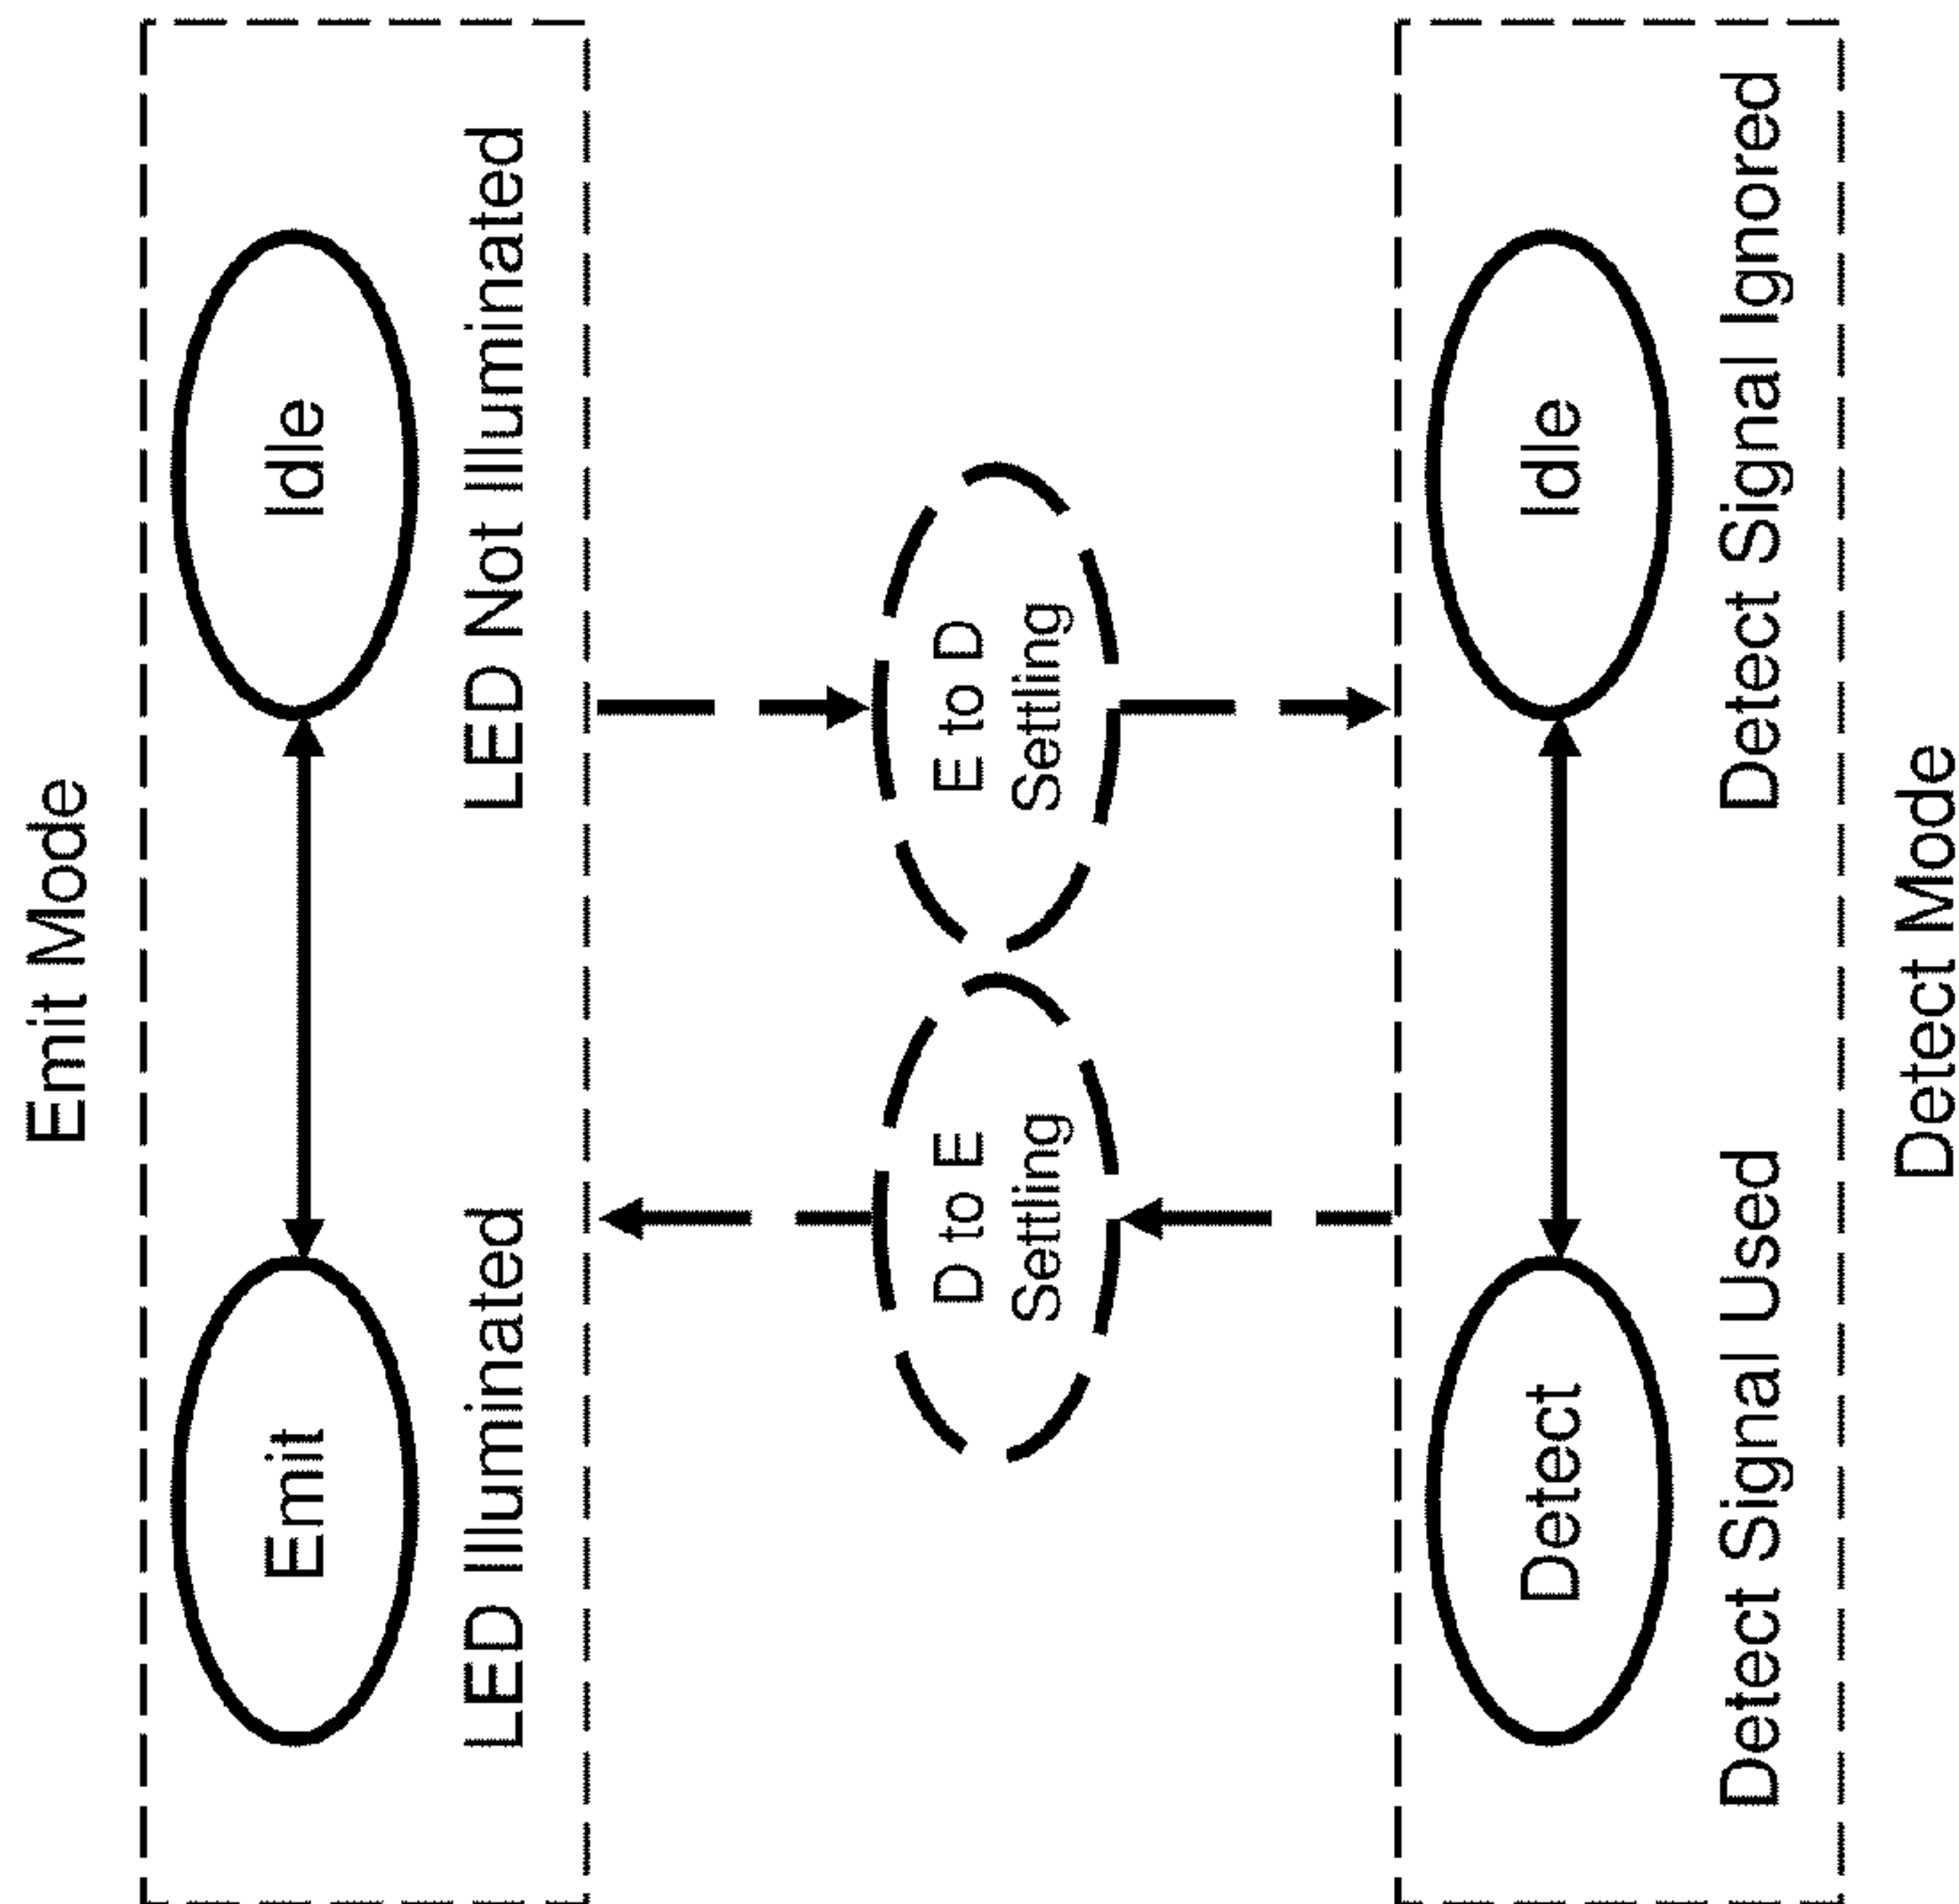 Emit Mode
Emit
Idle
LED Illuminated
LED Not Illuminated
D to E
Settling
E to D
Settling
Detect
Idle
Detect Signal Used
Detect Signal Ignored
Detect Mode